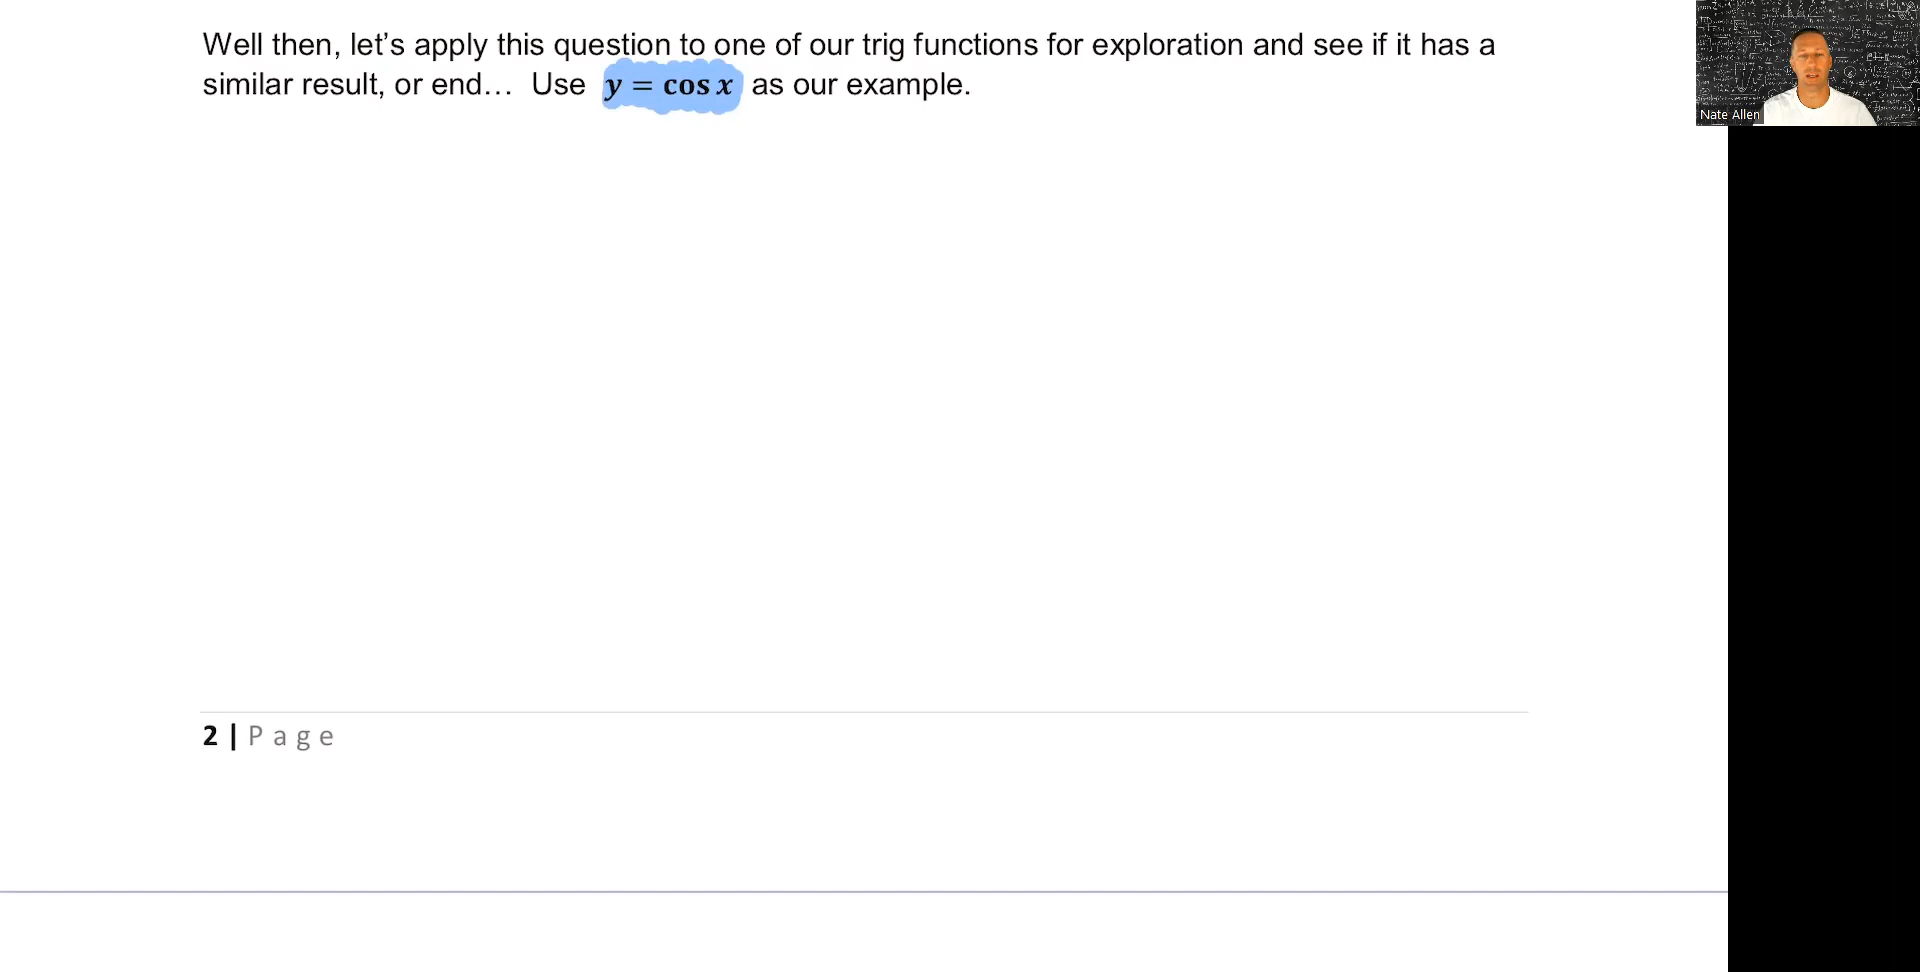 Well then, let’s apply this question to one of our trig functions for exploration and see if it has a
similar result, or end… Use y = cos x as our example.
Nate Allen
2 | Page